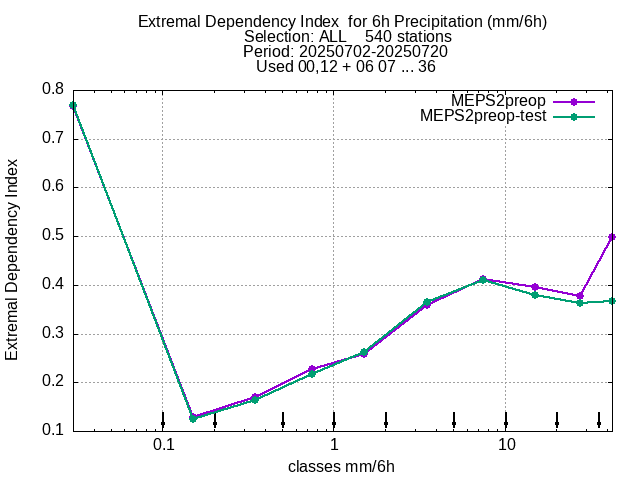 Extremal Dependency Index  for 6h Precipitation (mm/6h)
Selection: ALL    540 stations
Period: 20250702-20250720
Used 00,12 + 06 07 ... 36
MEPS2preop
MEPS2preop-test
Extremal Dependency Index
0.8
0.7
0.6
0.5
0.4
0.3
0.2
0.1
0.1 1 10
classes mm/6h